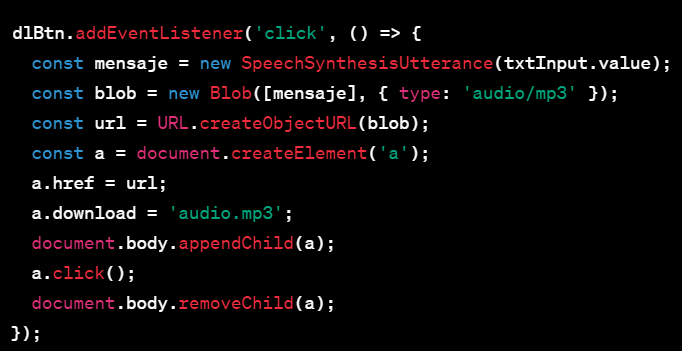 dlBtn.addEventListener('click', () => {
  const mensaje = new SpeechSynthesisUtterance(txtInput.value);
  const blob = new Blob([mensaje], { type: 'audio/mp3' });
  const url = URL.createObjectURL(blob);
  const a = document.createElement('a');
  a.href = url;
  a.download = 'audio.mp3';
  document.body.appendChild(a);
  a.click();
  document.body.removeChild(a);
});